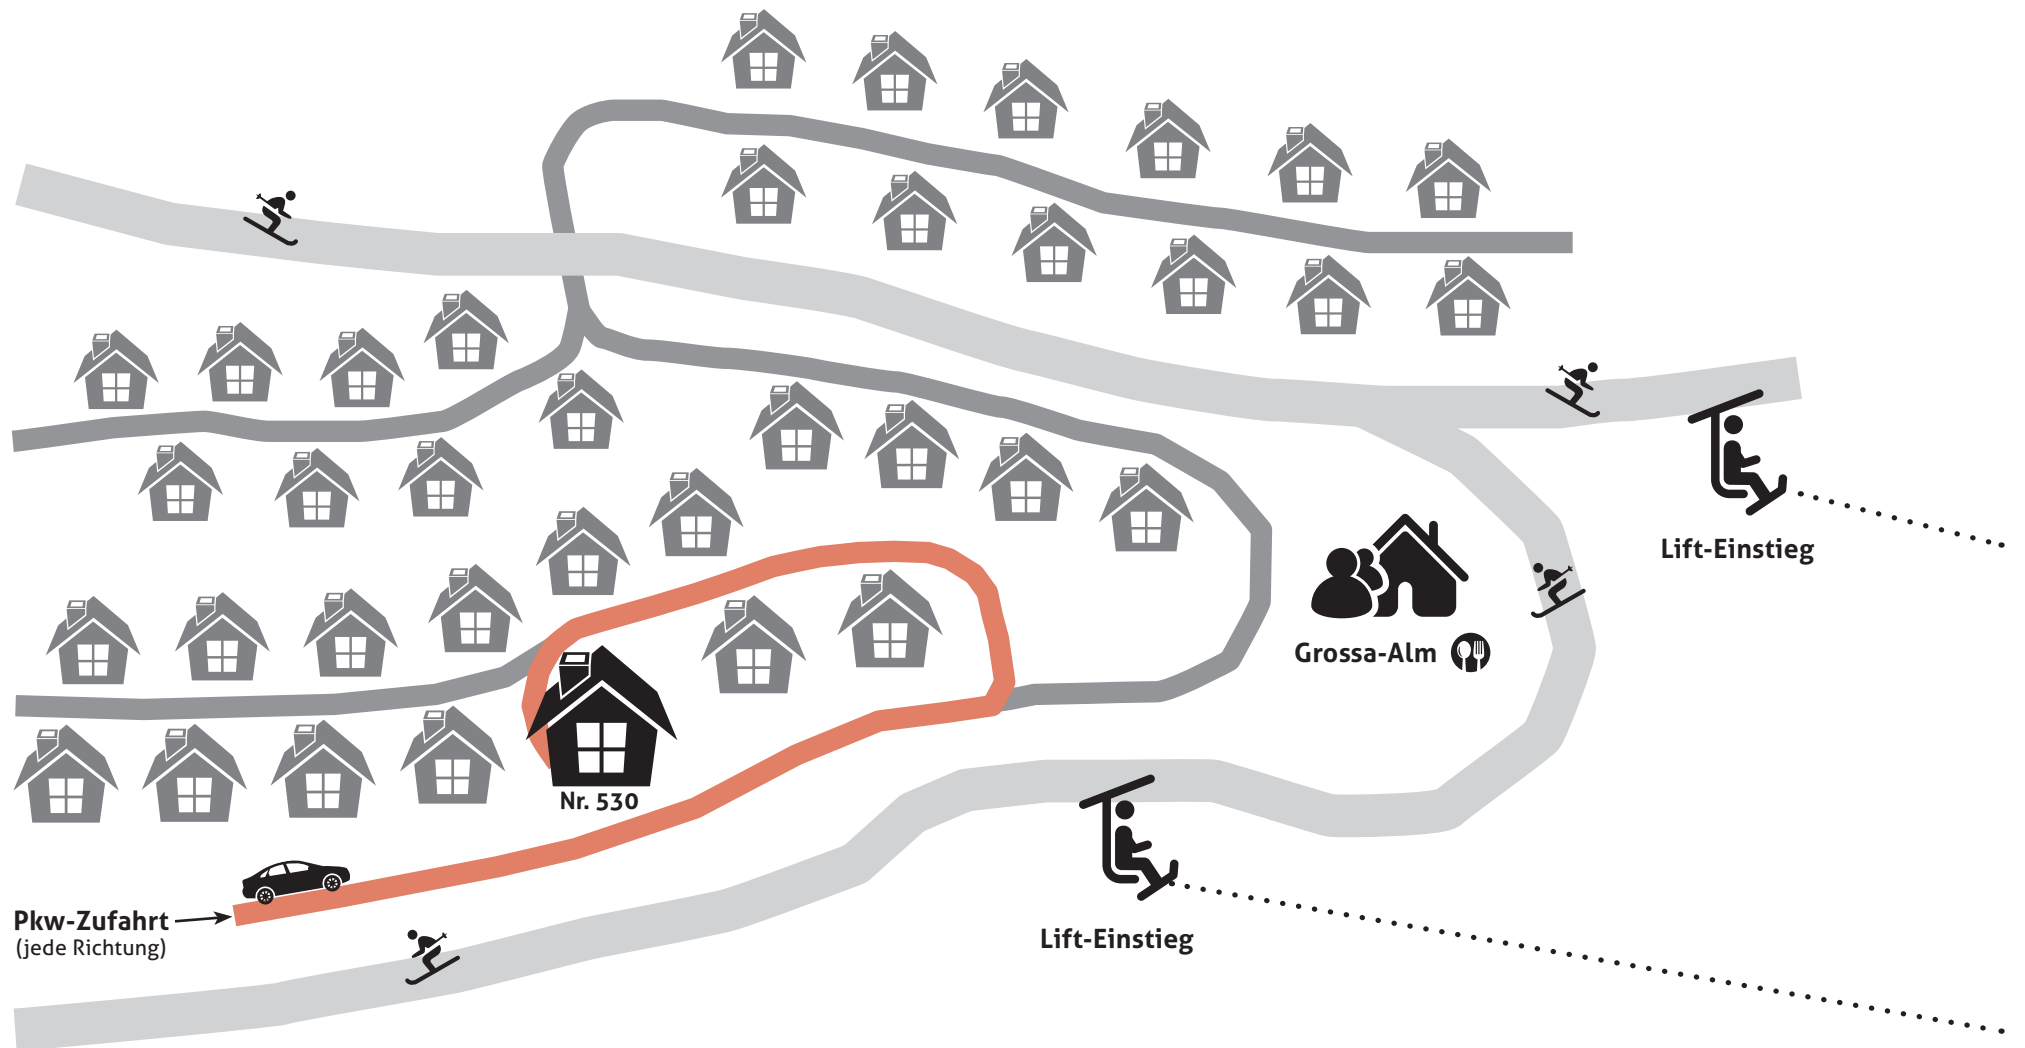 Lift-Einstieg
Grossa-Alm
Nr. 530
Pkw-Zufahrt
(jede Richtung)
Lift-Einstieg